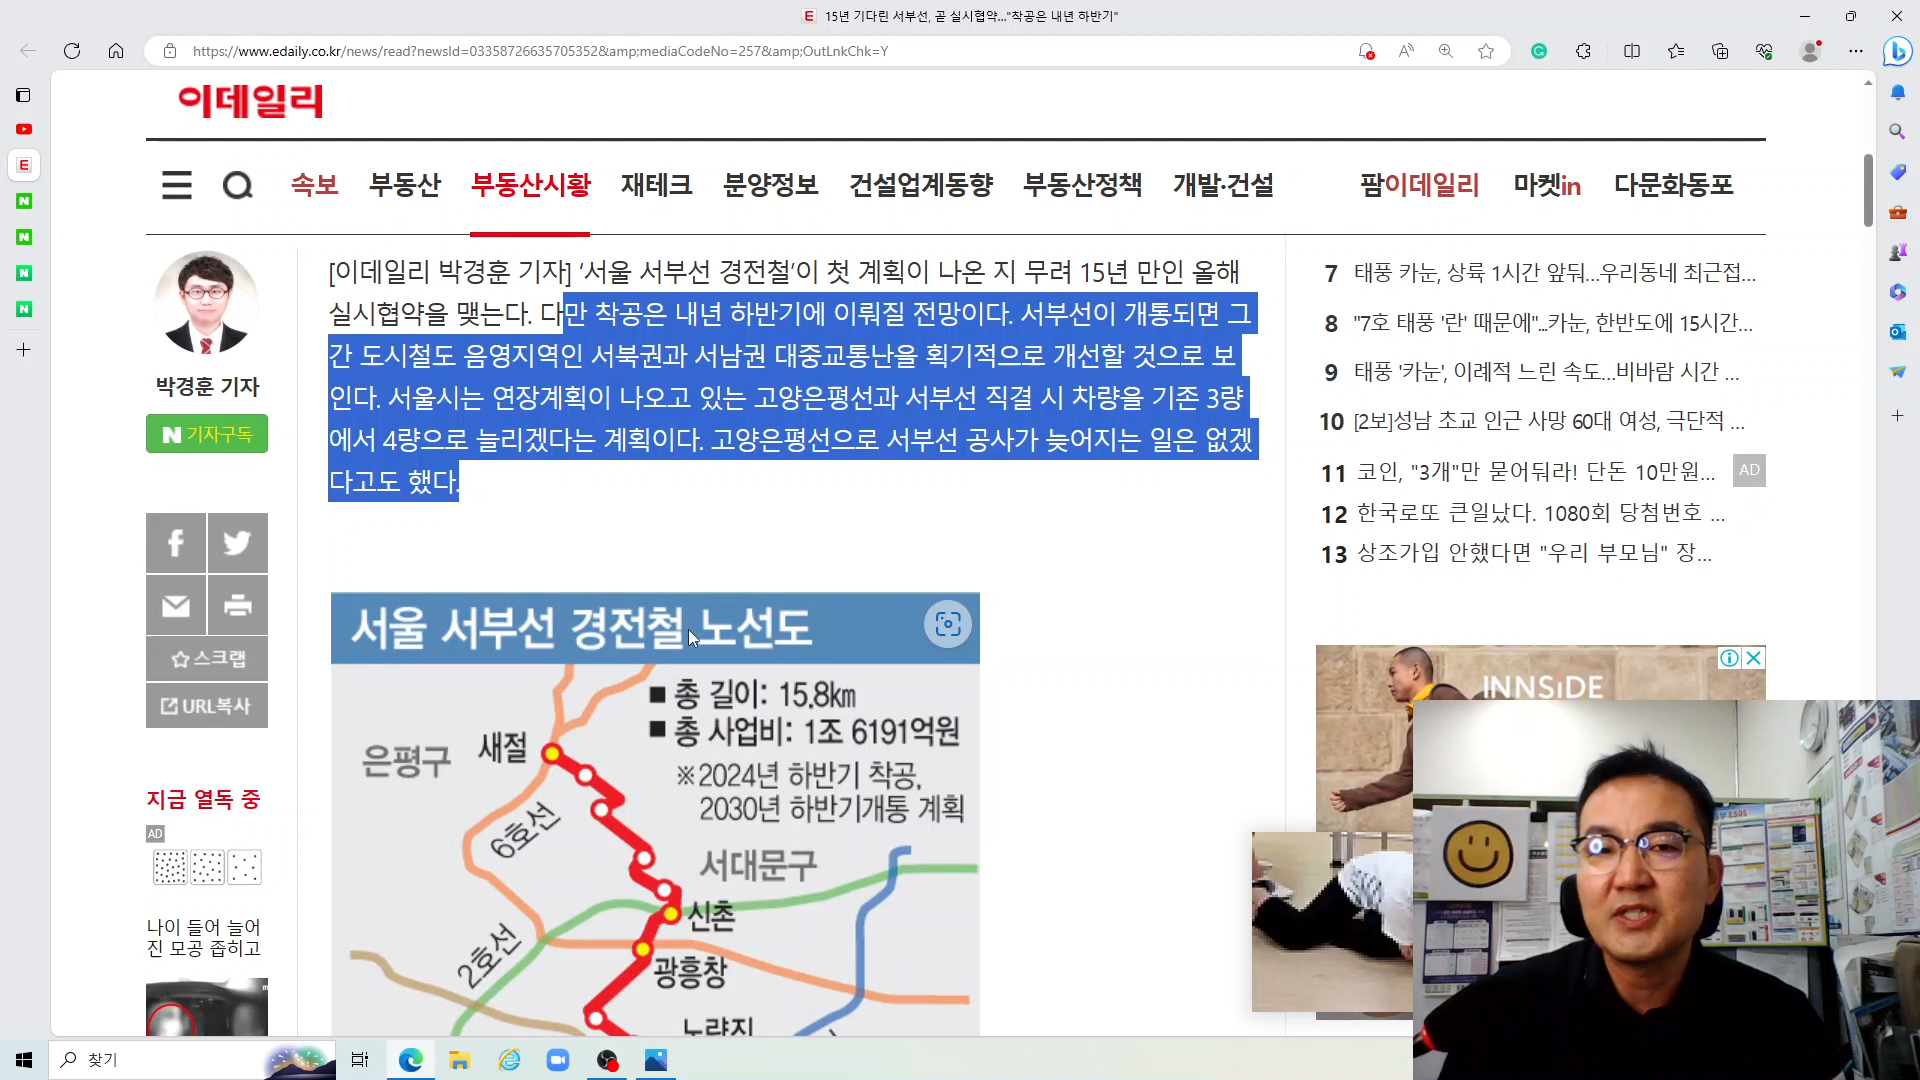 15년 기다린 서부선, 곧 실시협약..."착공은 내년 하반기"
https://www.edaily.co.kr/news/read?newsId=03358726635705352&amp;mediaCodeNo=257&amp;OutLnkChk=Y
이데일리
속보 부동산 부동산시황 재테크 분양정보 건설업계동향 부동산정책 개발·건설 팜이데일리 마켓in 다문화동포
박경훈 기자
N 기자구독
스크랩
URL복사
지금 열독 중
AD
나이 들어 늘어
진 모공 좁히고
[이데일리 박경훈 기자] ‘서울 서부선 경전철’이 첫 계획이 나온 지 무려 15년 만인 올해
실시협약을 맺는다. 다만 착공은 내년 하반기에 이뤄질 전망이다. 서부선이 개통되면 그
간 도시철도 음영지역인 서북권과 서남권 대중교통난을 획기적으로 개선할 것으로 보
인다. 서울시는 연장계획이 나오고 있는 고양은평선과 서부선 직결 시 차량을 기존 3량
에서 4량으로 늘리겠다는 계획이다. 고양은평선으로 서부선 공사가 늦어지는 일은 없겠
다고도 했다.
서울 서부선 경전철 노선도
■ 총 길이: 15.8km
■ 총 사업비: 1조 6191억원
※2024년 하반기 착공,
2030년 하반기개통 계획
은평구
새절
6호선
서대문구
신촌
2호선
광흥창
노량진
7 태풍 카눈, 상륙 1시간 앞둬...우리동네 최근접...
8 "7호 태풍 '란' 때문에"...카눈, 한반도에 15시간...
9 태풍 '카눈', 이례적 느린 속도...비바람 시간 ...
10 [2보]성남 초교 인근 사망 60대 여성, 극단적 ...
11 코인, "3개"만 묻어둬라! 단돈 10만원... AD
12 한국로또 큰일났다. 1080회 당첨번호 ...
13 상조가입 안했다면 "우리 부모님" 장...
INNSiDE
찾기